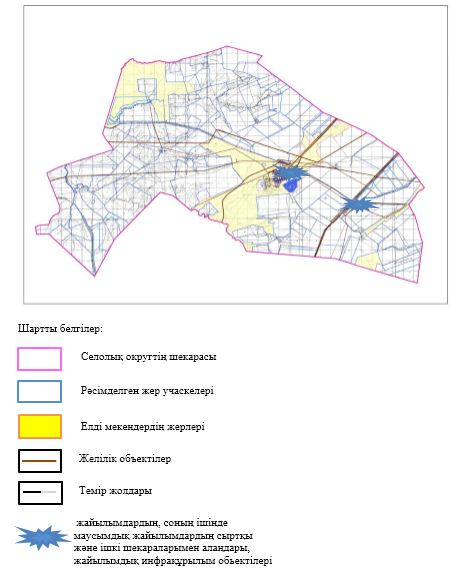 Шартты белгілер:
Селолық округтің шекарасы
Рәсімделген жер учаскелері
Елді мекендердің жерлері
Желілік объектілер
Темір жолдары
жайылымдардың, соның ішінде
маусымдық жайылымдардың сыртқы
және ішкі шекараларымен алаңдары,
жайылымдық инфрақұрылым объектілері